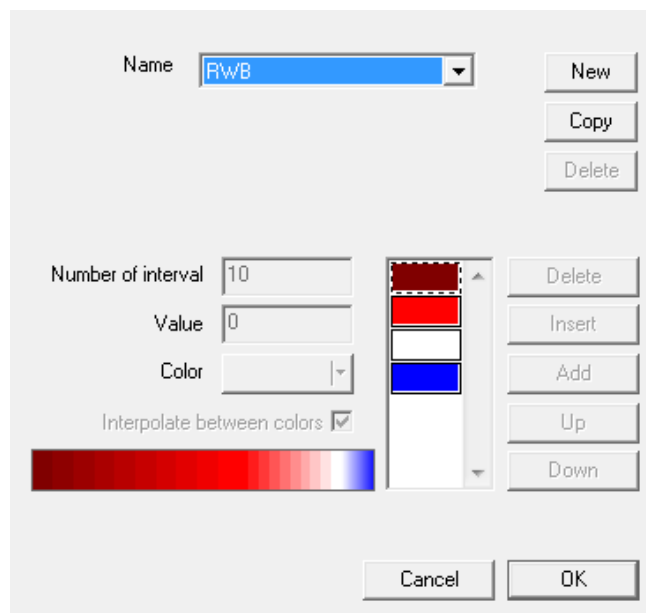 Name RWB New
Copy
Delete
Number of interval 10 Delete
Value 0 Insert
Color Add
Interpolate between colors Up
Down
Cancel OK